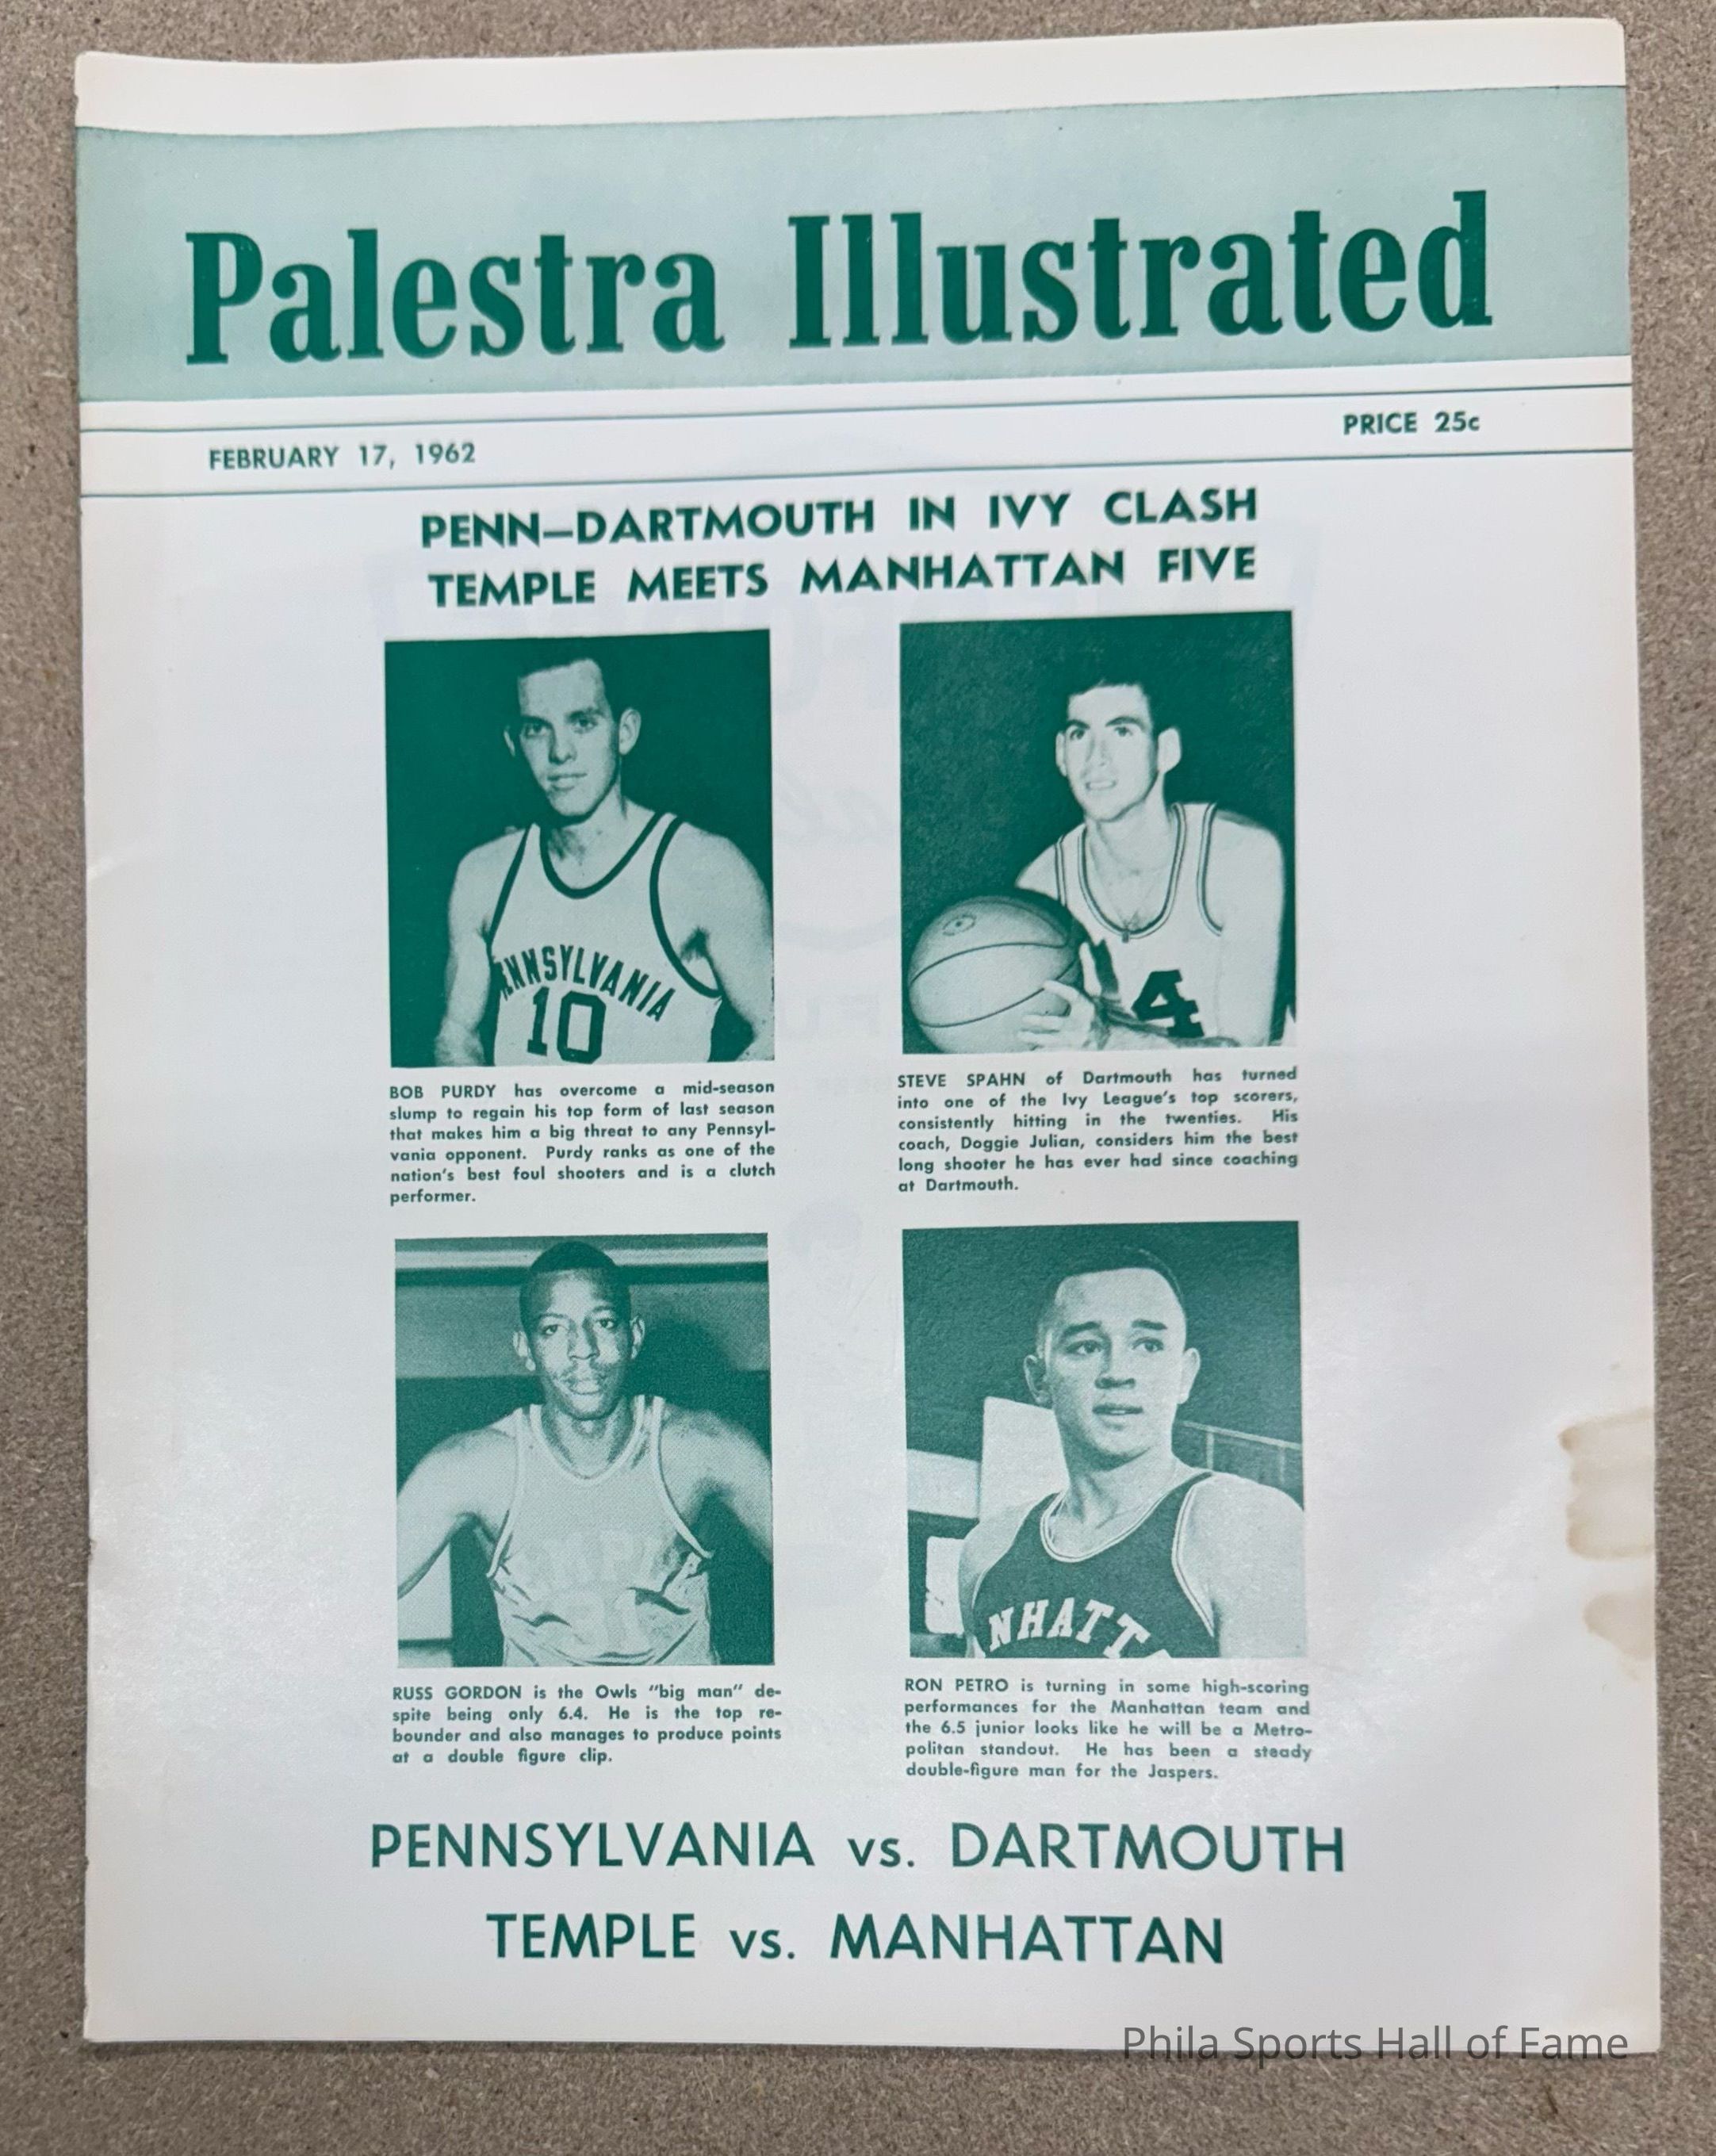 Palestra Illustrated
FEBRUARY 17, 1962
PRICE 25c
PENN—DARTMOUTH IN IVY CLASH
TEMPLE MEETS MANHATTAN FIVE
ENNSYLVANIA
10
4
BOB PURDY has overcome a mid-season
slump to regain his top form of last season
that makes him a big threat to any Pennsyl-
vania opponent. Purdy ranks as one of the
nation's best foul shooters and is a clutch
performer.
STEVE SPAHN of Dartmouth has turned
into one of the Ivy League's top scorers,
consistently hitting in the twenties. His
coach, Doggie Julian, considers him the best
long shooter he has ever had since coaching
at Dartmouth.
NHATT
RUSS GORDON is the Owls "big man" de-
spite being only 6.4. He is the top re-
bounder and also manages to produce points
at a double figure clip.
RON PETRO is turning in some high-scoring
performances for the Manhattan team and
the 6.5 junior looks like he will be a Metro-
politan standout. He has been a steady
double-figure man for the Jaspers.
PENNSYLVANIA vs. DARTMOUTH
TEMPLE vs. MANHATTAN
Phila Sports Hall of Fame